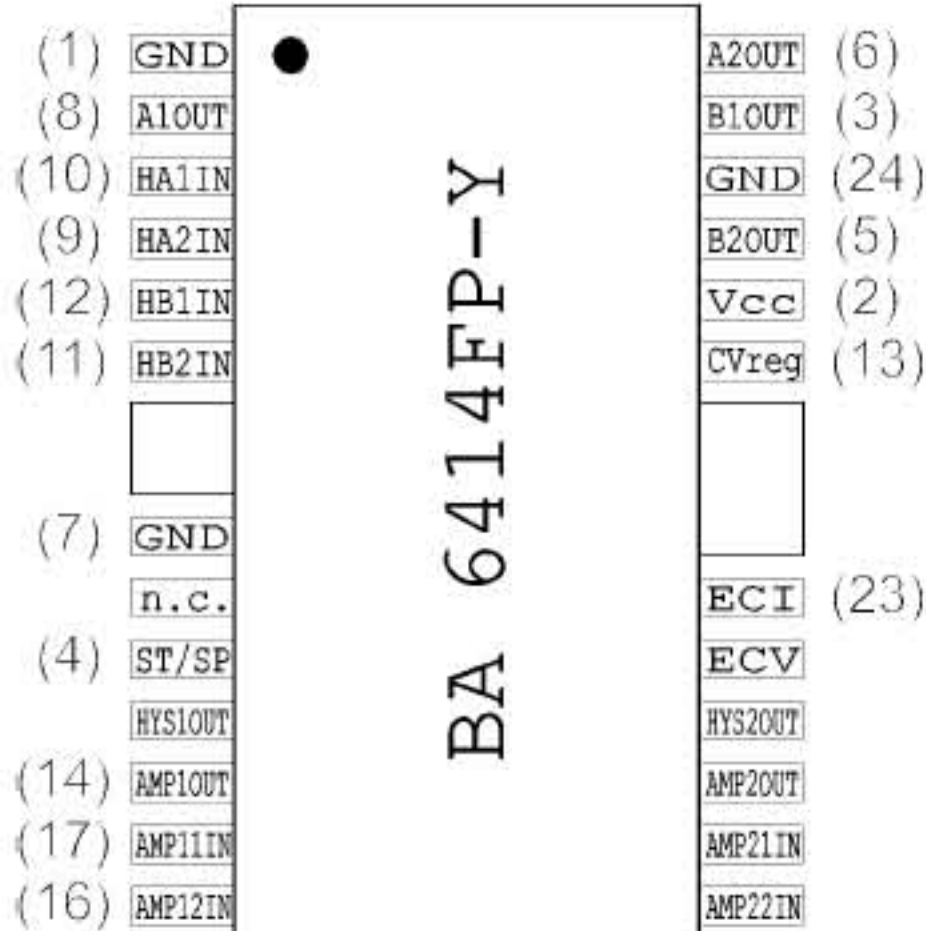 (1) GND A2OUT (6)
(8) A1OUT B1OUT (3)
(10) HA1IN GND (24)
(9) HA2IN B2OUT (5)
(12) HB1IN Vcc (2)
(11) HB2IN CVreg (13)
(7) GND
n.c. ECI (23)
(4) ST/SP ECV
HYS1OUT HYS2OUT
(14) AMP1OUT AMP2OUT
(17) AMP11IN AMP21IN
(16) AMP12IN AMP22IN
BA 6414FP-Y